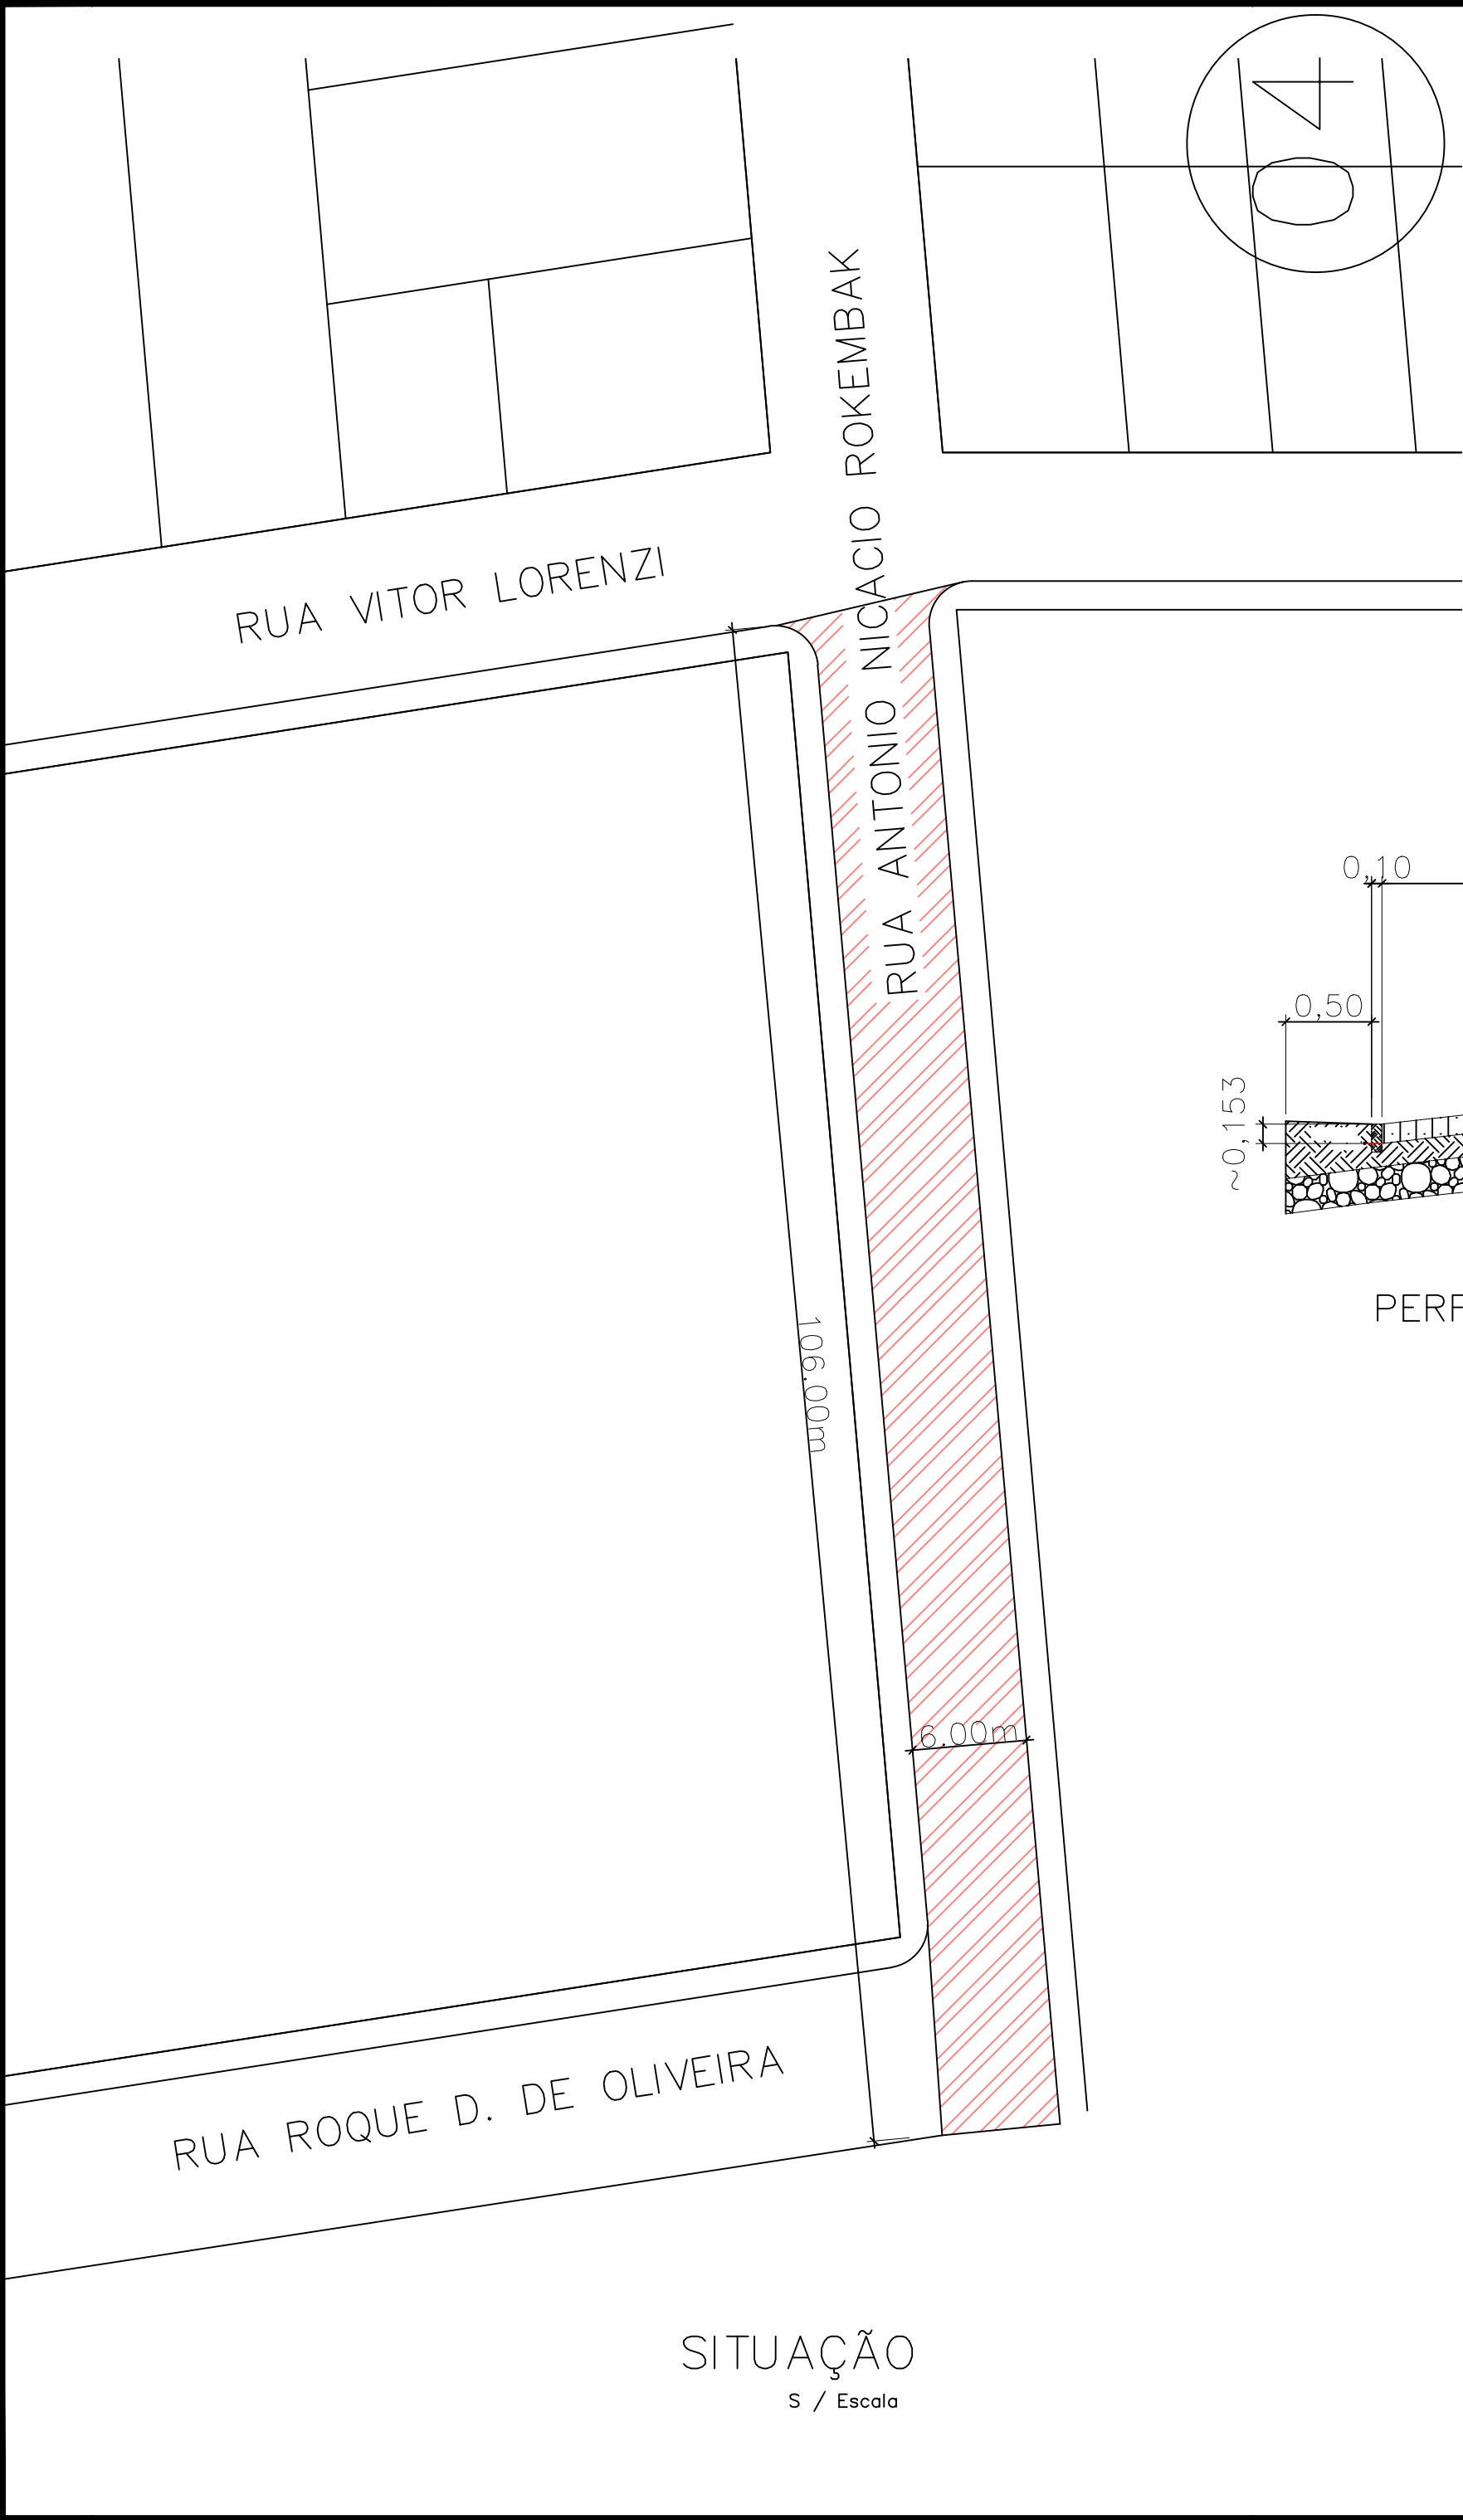 04
RUA VITOR LORENZI
RUA ANTONIO NICACIO ROKEMBAK
0,10
0,50
~0,153
PERF
106.00m
6.00m
RUA ROQUE D. DE OLIVEIRA
SITUAÇÃO
S / Escala